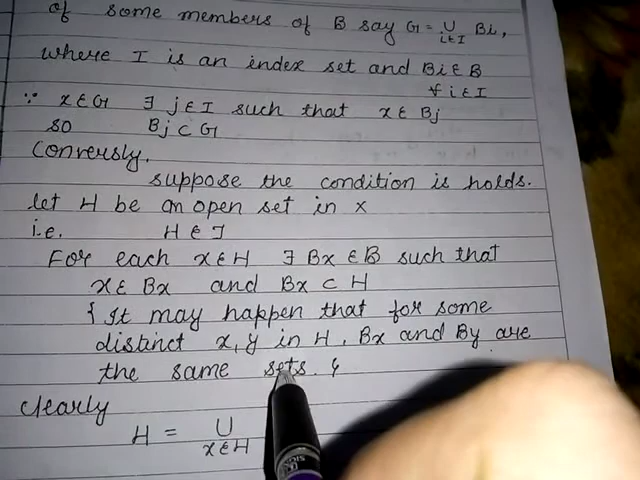 of some members of B say G = ∪ i∈I Bi,
where I is an index set and Bi ∈ B
∀ i ∈ I
∵ x ∈ G ∃ j ∈ I such that x ∈ Bj
so Bj ⊂ G
Conversly.
suppose the condition is holds.
let H be an open set in x
i.e. H ∈ J
For each x ∈ H ∃ Bx ∈ B such that
x ∈ Bx and Bx ⊂ H
{ It may happen that for some
distinct x, y in H, Bx and By are
the same sets. }
Clearly
H = ∪ x∈H